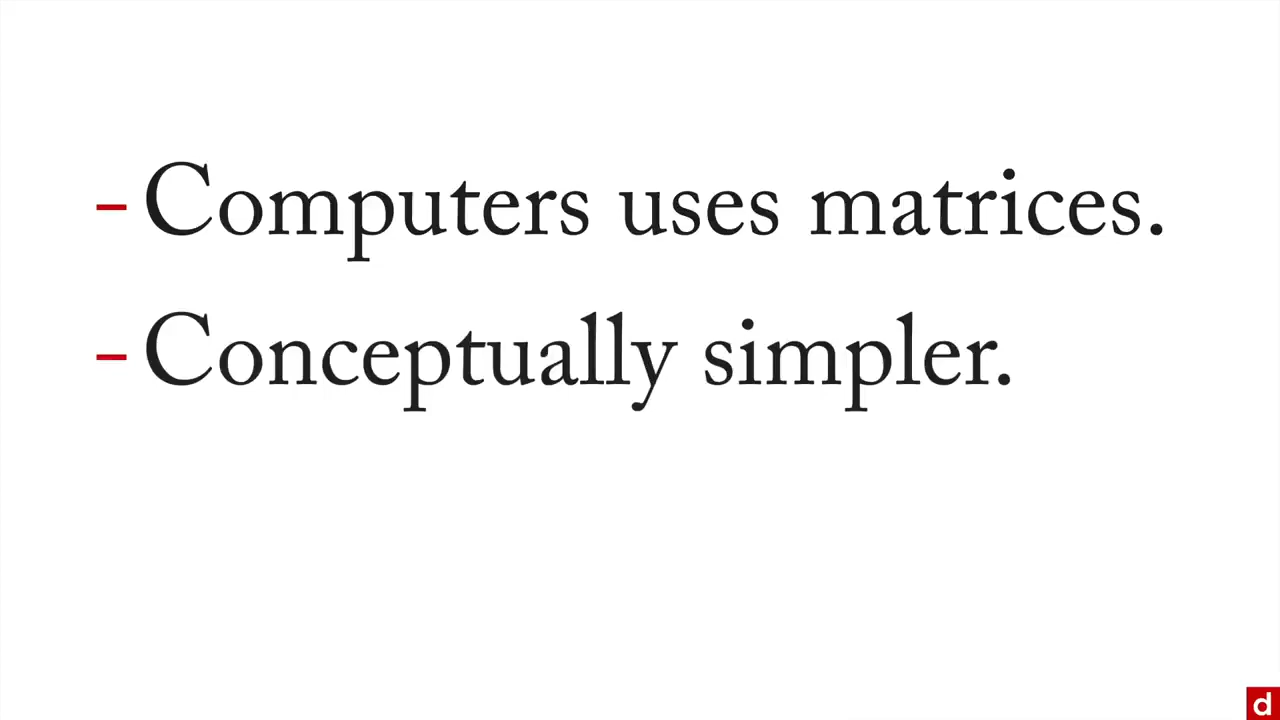 - Computers uses matrices.
- Conceptually simpler.
d